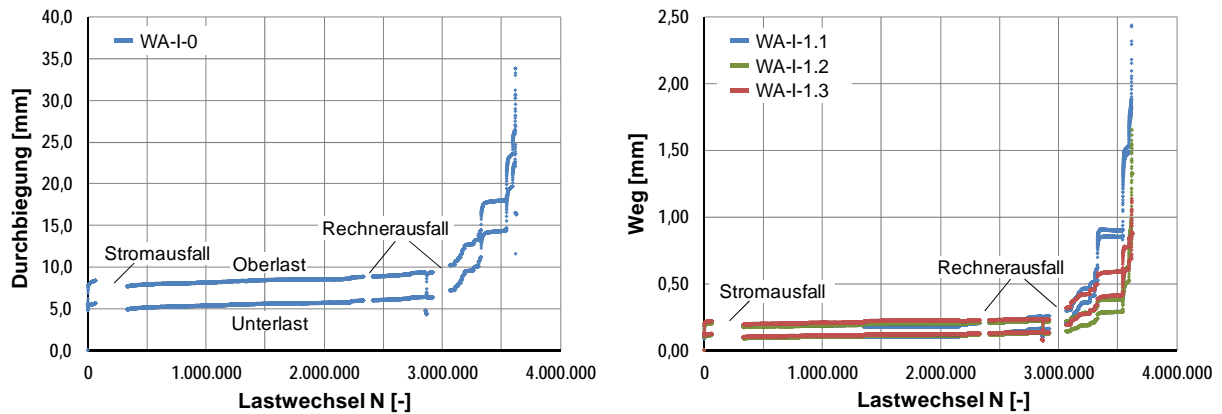 40,0
35,0
30,0
25,0
20,0
15,0
10,0
5,0
0,0
Durchbiegung [mm]
WA-I-0
Stromausfall
Rechnerausfall
Oberlast
Unterlast
0
1.000.000
2.000.000
3.000.000
4.000.000
Lastwechsel N [-]
2,50
2,00
1,50
1,00
0,50
0,00
Weg [mm]
WA-I-1.1
WA-I-1.2
WA-I-1.3
Stromausfall
Rechnerausfall
0
1.000.000
2.000.000
3.000.000
4.000.000
Lastwechsel N [-]